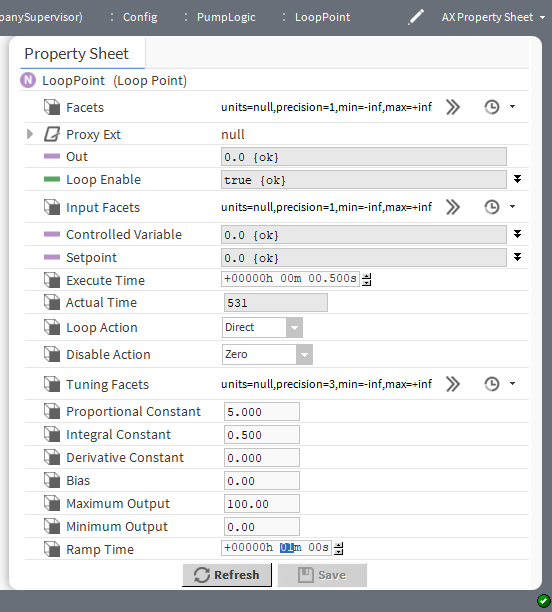 panySupervisor) : Config : PumpLogic : LoopPoint AX Property Sheet
Property Sheet
N LoopPoint (Loop Point)
Facets units=null,precision=1,min=-inf,max=+inf
Proxy Ext null
Out 0.0 {ok}
Loop Enable true {ok}
Input Facets units=null,precision=1,min=-inf,max=+inf
Controlled Variable 0.0 {ok}
Setpoint 0.0 {ok}
Execute Time +00000h 00m 00.500s
Actual Time 531
Loop Action Direct
Disable Action Zero
Tuning Facets units=null,precision=3,min=-inf,max=+inf
Proportional Constant 5.000
Integral Constant 0.500
Derivative Constant 0.000
Bias 0.00
Maximum Output 100.00
Minimum Output 0.00
Ramp Time +00000h 01m 00s
Refresh Save